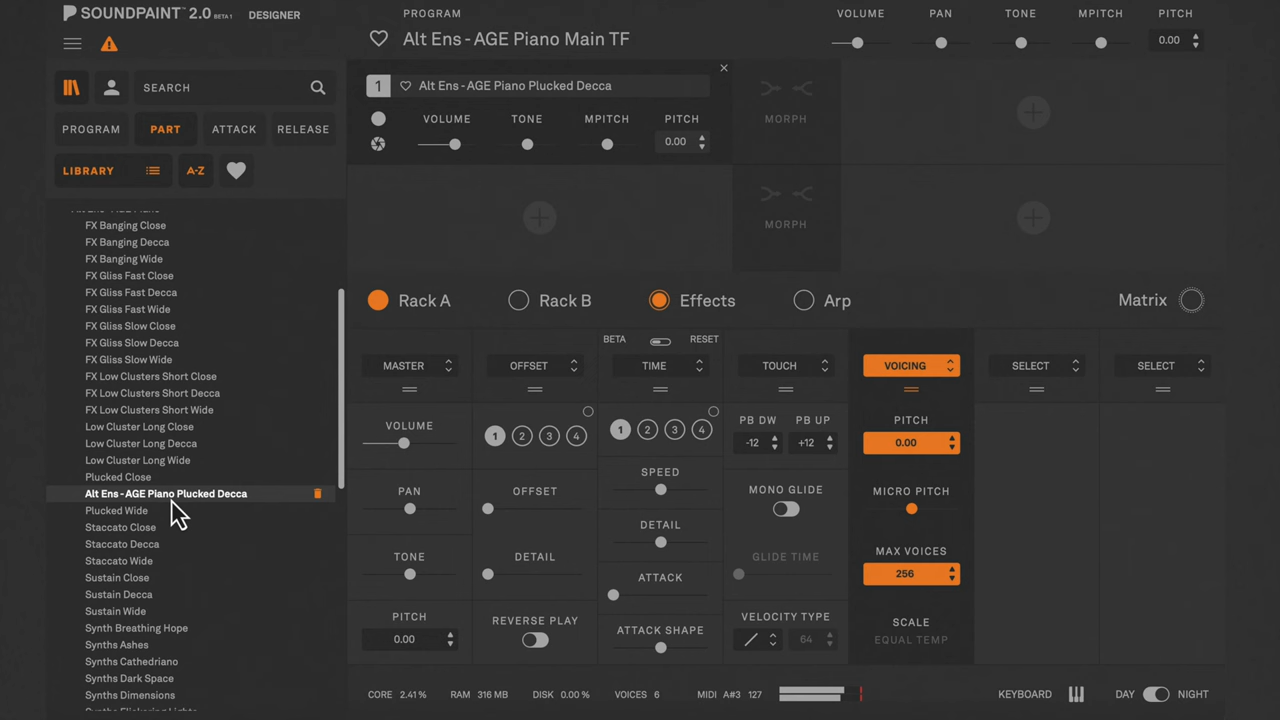 SOUNDPAINT™ 2.0 BETA 1 DESIGNER
PROGRAM
Alt Ens - AGE Piano Main TF
VOLUME PAN TONE MPITCH PITCH
0.00
SEARCH
PROGRAM PART ATTACK RELEASE
LIBRARY A-Z
1 Alt Ens - AGE Piano Plucked Decca
VOLUME TONE MPITCH PITCH
0.00
MORPH
MORPH
Alt Ens - AGE Piano
FX Banging Close
FX Banging Decca
FX Banging Wide
FX Gliss Fast Close
FX Gliss Fast Decca
FX Gliss Fast Wide
FX Gliss Slow Close
FX Gliss Slow Decca
FX Gliss Slow Wide
FX Low Clusters Short Close
FX Low Clusters Short Decca
FX Low Clusters Short Wide
Low Cluster Long Close
Low Cluster Long Decca
Low Cluster Long Wide
Plucked Close
Alt Ens - AGE Piano Plucked Decca
Plucked Wide
Staccato Close
Staccato Decca
Staccato Wide
Sustain Close
Sustain Decca
Sustain Wide
Synth Breathing Hope
Synths Ashes
Synths Cathedriano
Synths Dark Space
Synths Dimensions
Synths Flickering Lights
Rack A Rack B Effects Arp Matrix
BETA RESET
MASTER OFFSET TIME TOUCH VOICING SELECT SELECT
VOLUME
PAN
TONE
PITCH
0.00
1 2 3 4
OFFSET
DETAIL
REVERSE PLAY
1 2 3 4
SPEED
DETAIL
ATTACK
ATTACK SHAPE
PB DW PB UP
-12 +12
MONO GLIDE
GLIDE TIME
VELOCITY TYPE
64
PITCH
0.00
MICRO PITCH
MAX VOICES
256
SCALE
EQUAL TEMP
CORE 2.41 % RAM 316 MB DISK 0.00 % VOICES 6 MIDI A#3 127 KEYBOARD DAY NIGHT